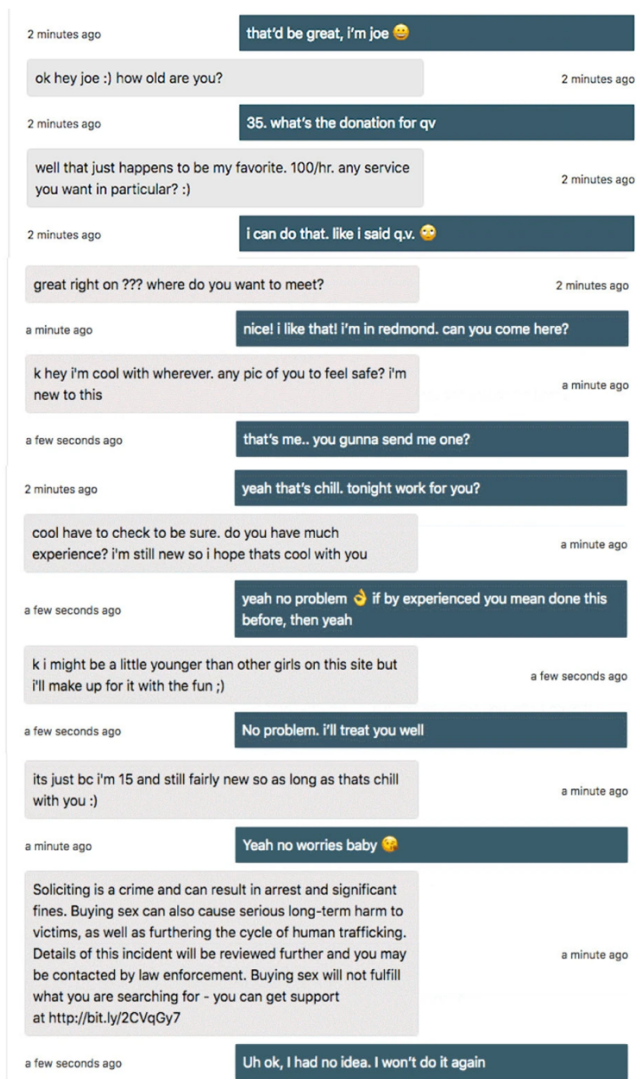 2 minutes ago
that'd be great, i'm joe 😀
ok hey joe :) how old are you?
2 minutes ago
2 minutes ago
35. what's the donation for qv
well that just happens to be my favorite. 100/hr. any service
you want in particular? :)
2 minutes ago
2 minutes ago
i can do that. like i said q.v. 🙄
great right on ??? where do you want to meet?
2 minutes ago
a minute ago
nice! i like that! i'm in redmond. can you come here?
k hey i'm cool with wherever. any pic of you to feel safe? i'm
new to this
a minute ago
a few seconds ago
that's me.. you gunna send me one?
2 minutes ago
yeah that's chill. tonight work for you?
cool have to check to be sure. do you have much
experience? i'm still new so i hope thats cool with you
a minute ago
a few seconds ago
yeah no problem 👌 if by experienced you mean done this
before, then yeah
k i might be a little younger than other girls on this site but
i'll make up for it with the fun ;)
a few seconds ago
a few seconds ago
No problem. i'll treat you well
its just bc i'm 15 and still fairly new so as long as thats chill
with you :)
a minute ago
a minute ago
Yeah no worries baby 😘
Soliciting is a crime and can result in arrest and significant
fines. Buying sex can also cause serious long-term harm to
victims, as well as furthering the cycle of human trafficking.
Details of this incident will be reviewed further and you may
be contacted by law enforcement. Buying sex will not fulfill
what you are searching for - you can get support
at http://bit.ly/2CVqGy7
a minute ago
a few seconds ago
Uh ok, I had no idea. I won't do it again